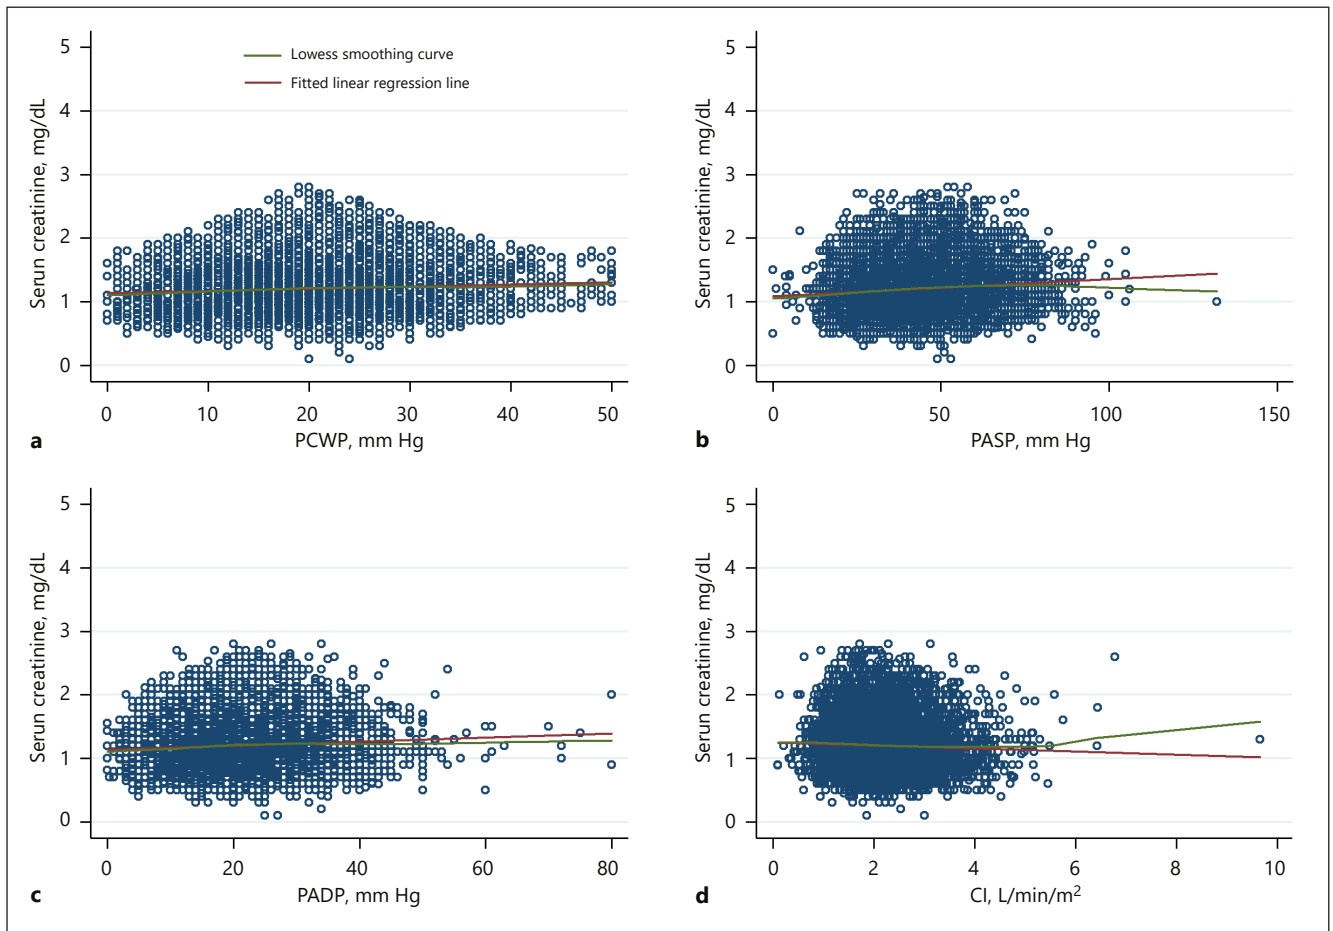 5
4
3
2
1
0
Serun creatinine, mg/dL
Lowess smoothing curve
Fitted linear regression line
0 10 20 30 40 50
PCWP, mm Hg
a
5
4
3
2
1
0
Serun creatinine, mg/dL
0 50 100 150
PASP, mm Hg
b
5
4
3
2
1
0
Serun creatinine, mg/dL
0 20 40 60 80
PADP, mm Hg
c
5
4
3
2
1
0
Serun creatinine, mg/dL
0 2 4 6 8 10
CI, L/min/m²
d